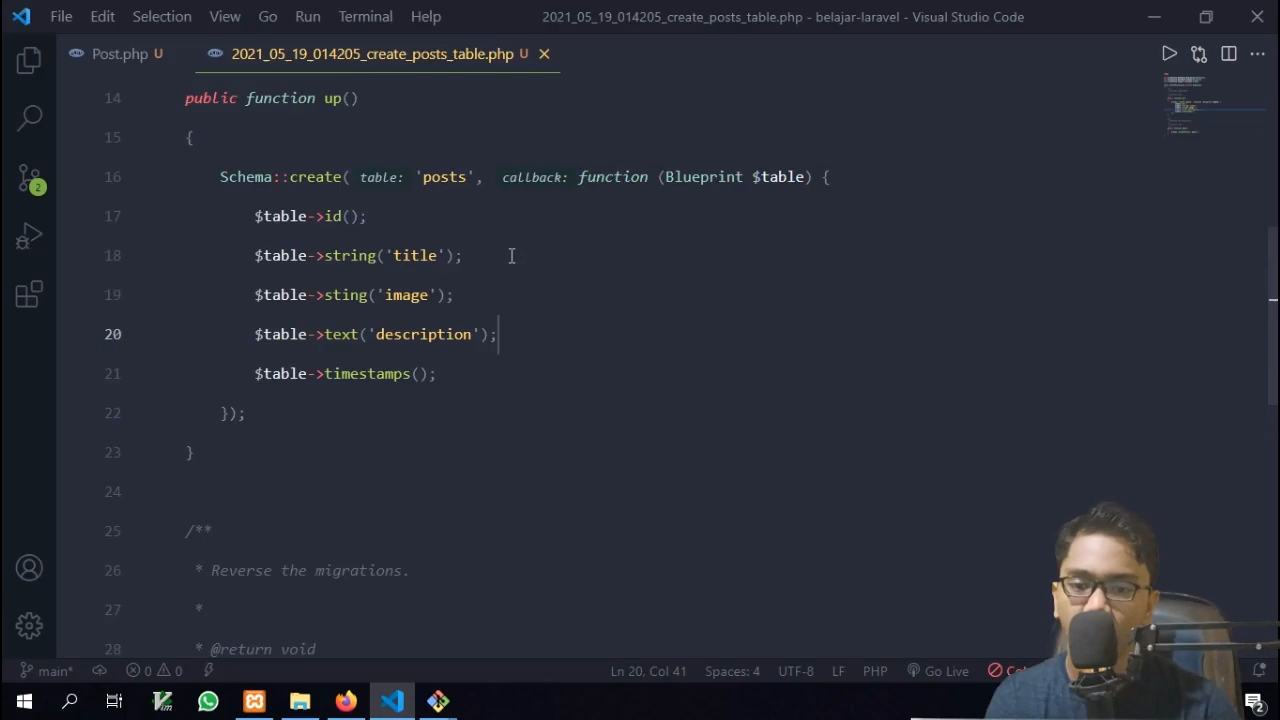 File Edit Selection View Go Run Terminal Help 2021_05_19_014205_create_posts_table.php - belajar-laravel - Visual Studio Code
Post.php U 2021_05_19_014205_create_posts_table.php U
14 public function up()
15 {
16 Schema::create( table: 'posts', callback: function (Blueprint $table) {
17 $table->id();
18 $table->string('title');
19 $table->sting('image');
20 $table->text('description');
21 $table->timestamps();
22 });
23 }
24
25 /**
26 * Reverse the migrations.
27 *
28 * @return void
2
main* 0 0 Ln 20, Col 41 Spaces: 4 UTF-8 LF PHP Go Live
2